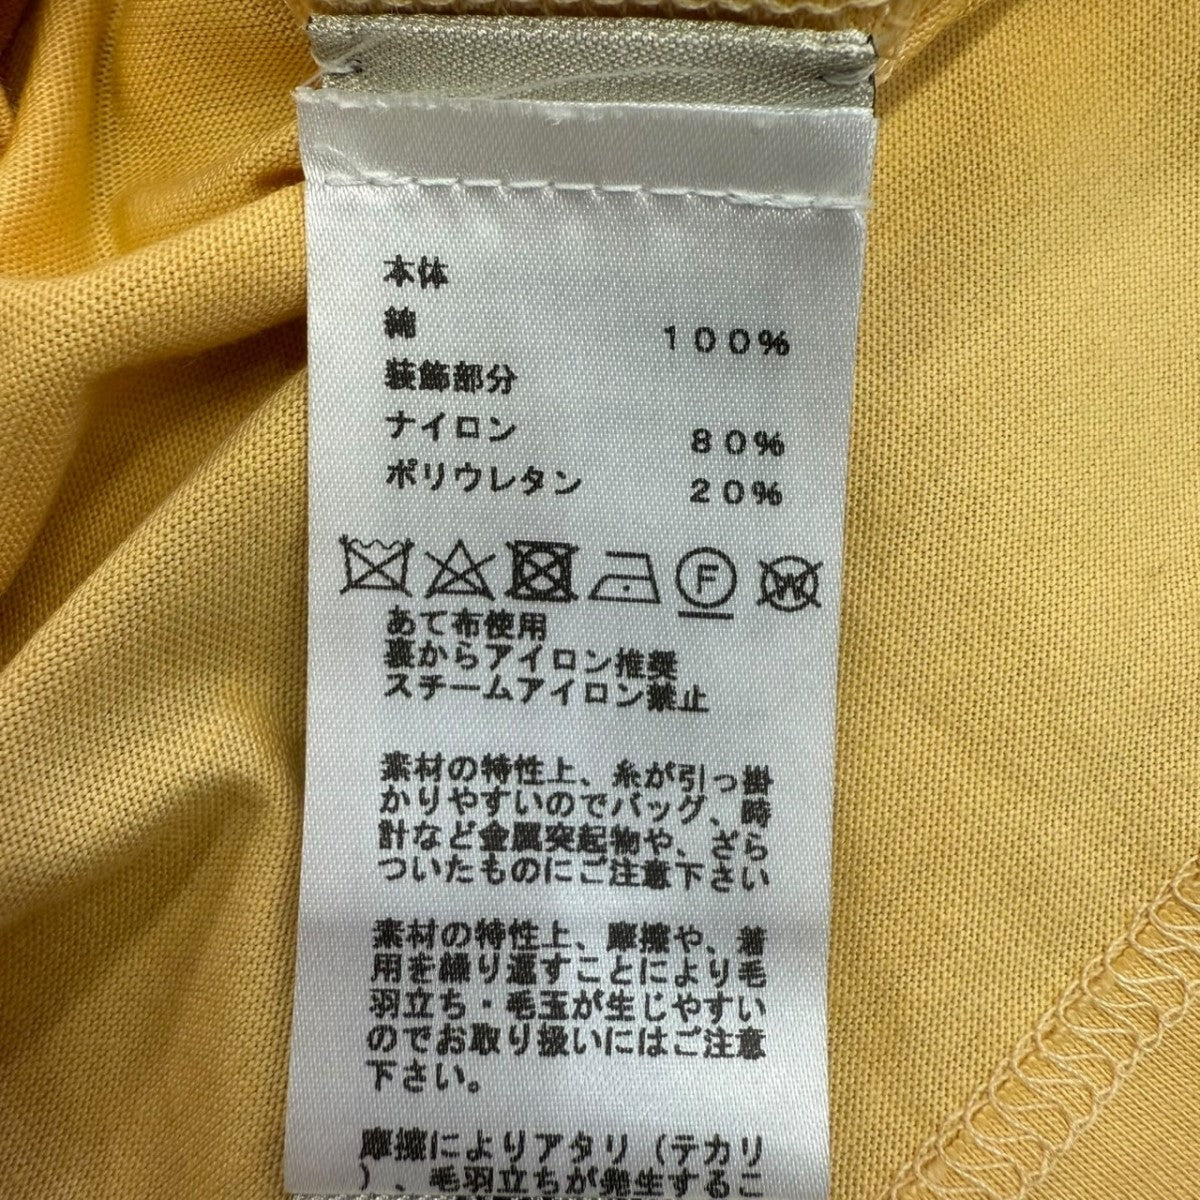 本体
綿 100%
装飾部分
ナイロン 80%
ポリウレタン 20%
F W
あて布使用
裏からアイロン推奨
スチームアイロン禁止
素材の特性上、糸が引っ掛
かりやすいのでバッグ、時
計など金属突起物や、ざら
ついたものにご注意下さい
素材の特性上、摩擦や、着
用を繰り返すことにより毛
羽立ち・毛玉が生じやすい
のでお取り扱いにはご注意
下さい。
摩擦によりアタリ(テカリ
)、毛羽立ちが発生するこ